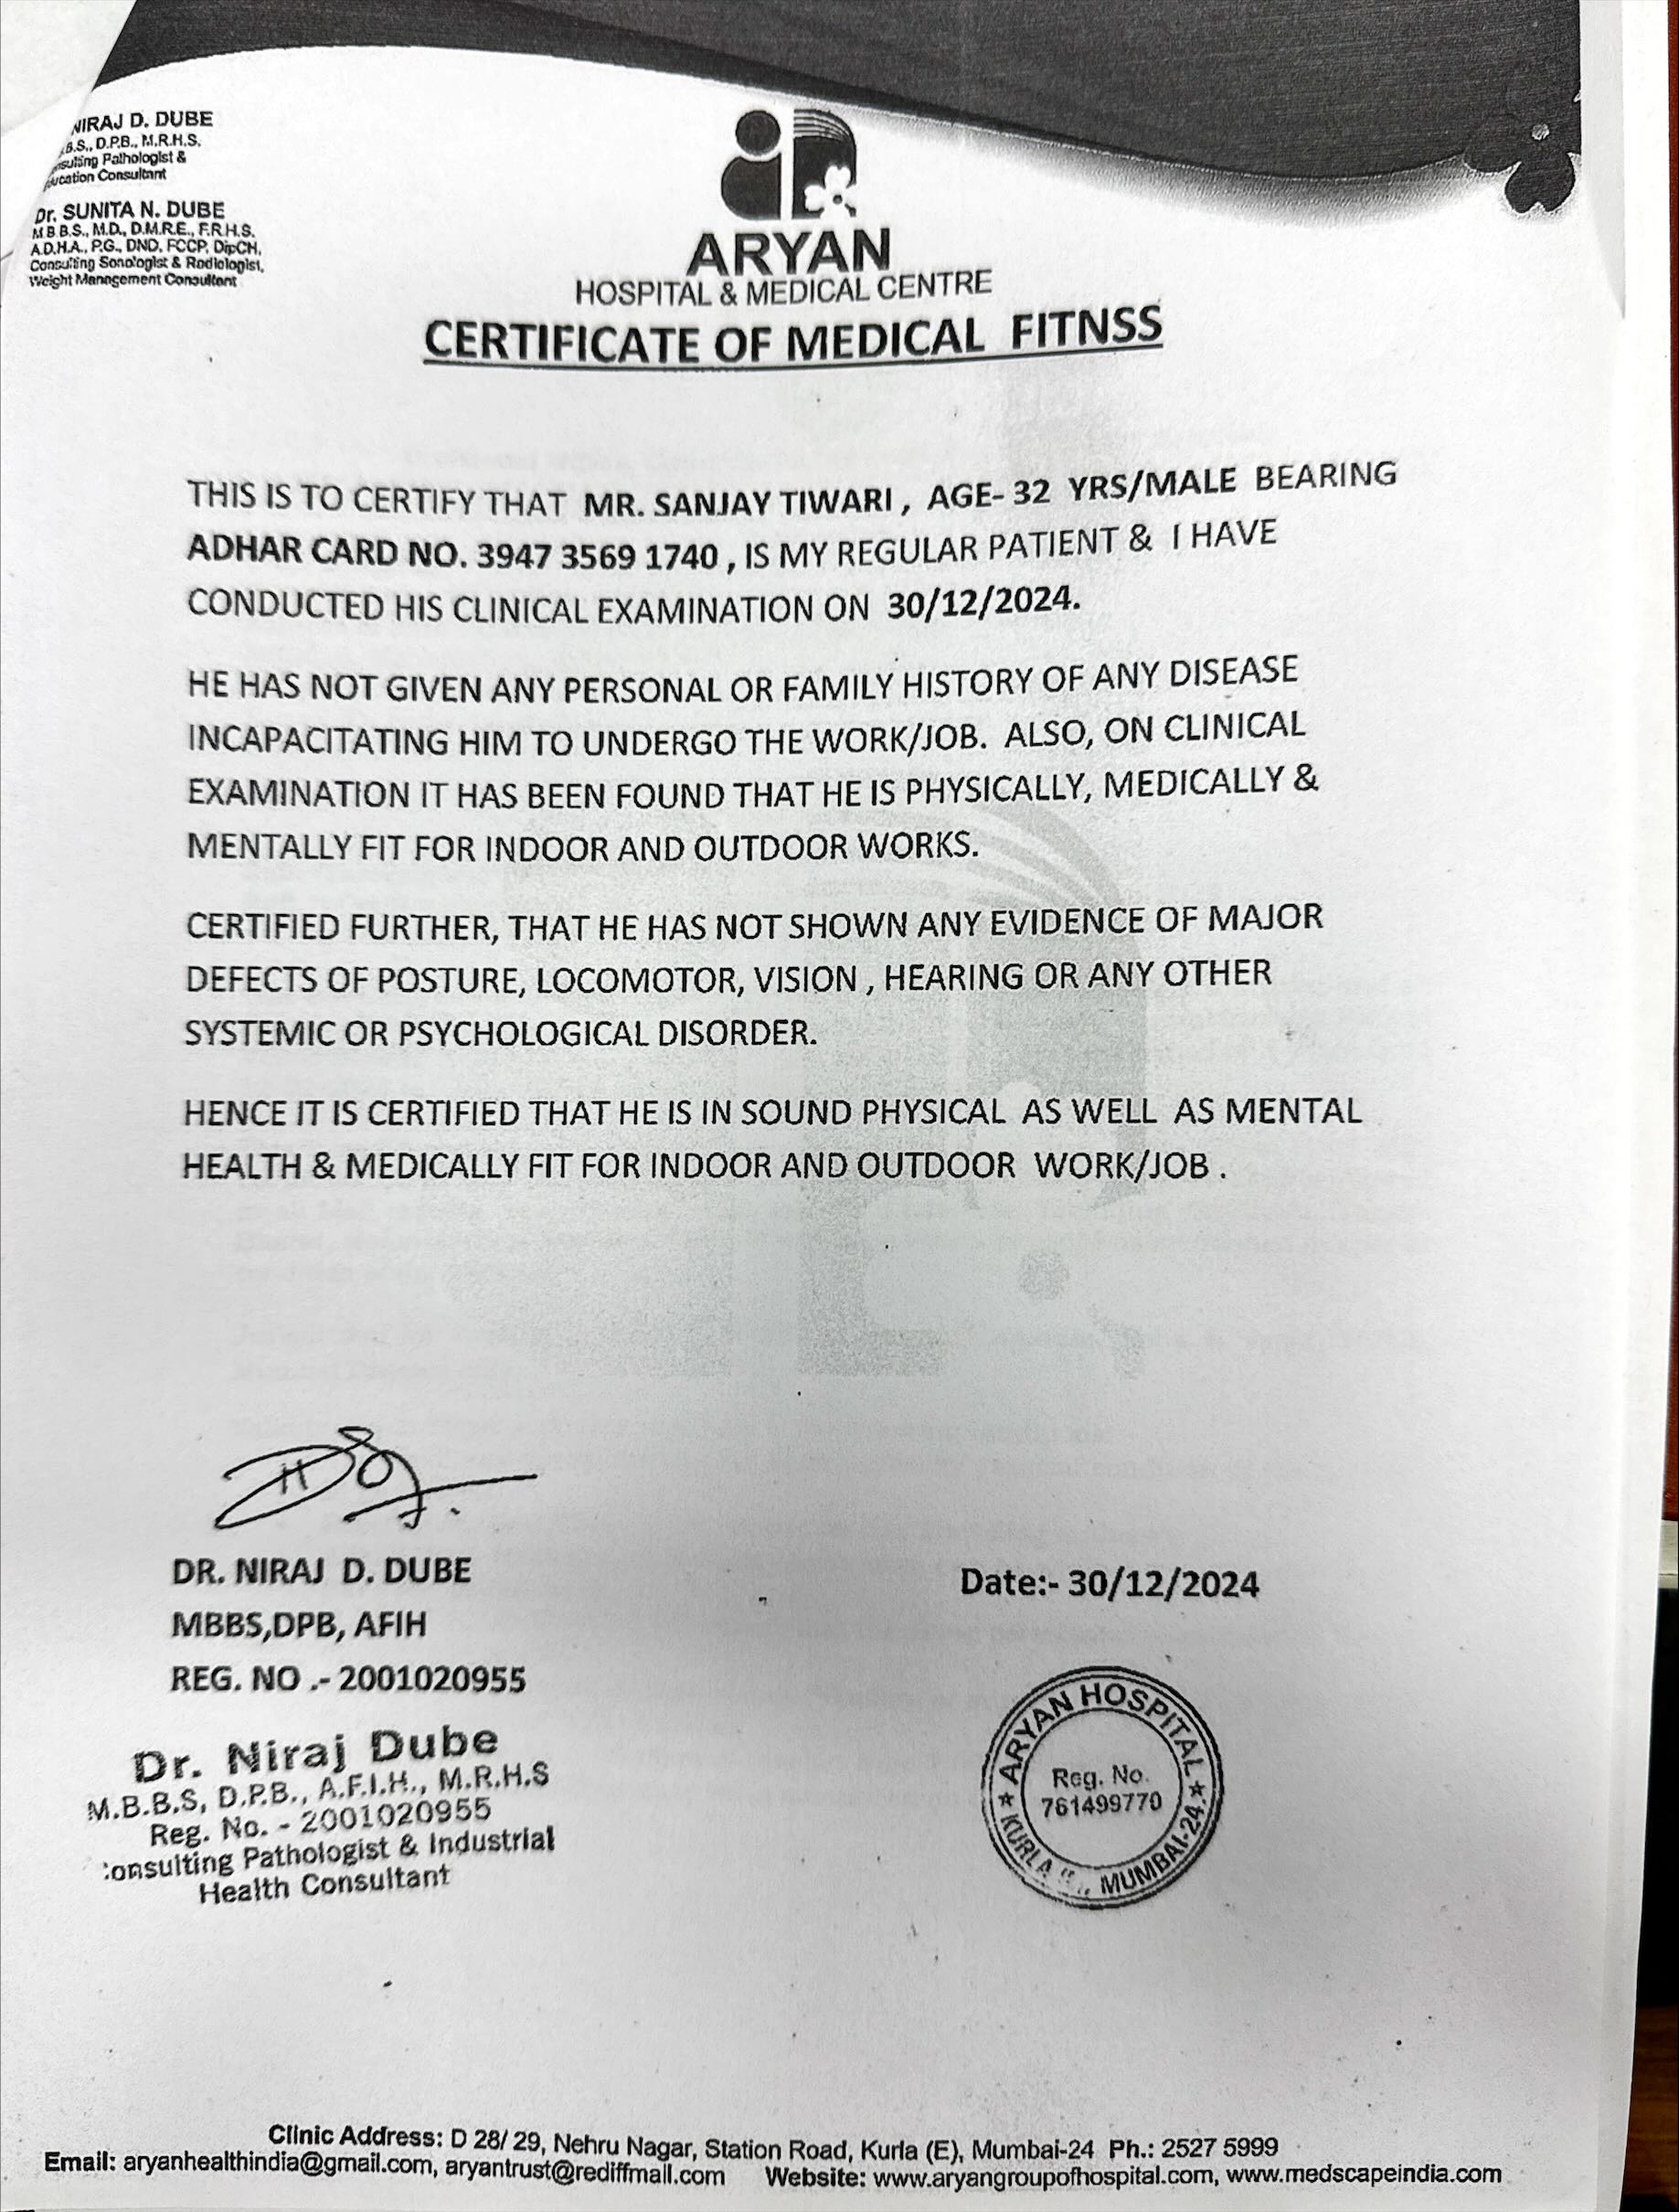 NIRAJ D. DUBE
B.S., D.P.B., M.R.H.S.
Pathologist &
Consultant
Dr. SUNITA N. DUBE
M.B.B.S., M.D., D.M.R.E., F.R.H.S.
A.D.H.A., P.G., DND, FCCP, DipCH,
Consulting Sonologist & Radiologist,
Weight Management Consultant
ARYAN
HOSPITAL & MEDICAL CENTRE
CERTIFICATE OF MEDICAL FITNSS
THIS IS TO CERTIFY THAT MR. SANJAY TIWARI , AGE- 32 YRS/MALE BEARING
ADHAR CARD NO. 3947 3569 1740 , IS MY REGULAR PATIENT & I HAVE
CONDUCTED HIS CLINICAL EXAMINATION ON 30/12/2024.
HE HAS NOT GIVEN ANY PERSONAL OR FAMILY HISTORY OF ANY DISEASE
INCAPACITATING HIM TO UNDERGO THE WORK/JOB. ALSO, ON CLINICAL
EXAMINATION IT HAS BEEN FOUND THAT HE IS PHYSICALLY, MEDICALLY &
MENTALLY FIT FOR INDOOR AND OUTDOOR WORKS.
CERTIFIED FURTHER, THAT HE HAS NOT SHOWN ANY EVIDENCE OF MAJOR
DEFECTS OF POSTURE, LOCOMOTOR, VISION , HEARING OR ANY OTHER
SYSTEMIC OR PSYCHOLOGICAL DISORDER.
HENCE IT IS CERTIFIED THAT HE IS IN SOUND PHYSICAL AS WELL AS MENTAL
HEALTH & MEDICALLY FIT FOR INDOOR AND OUTDOOR WORK/JOB .
DR. NIRAJ D. DUBE
MBBS,DPB, AFIH
REG. NO .- 2001020955
Date:- 30/12/2024
Dr. Niraj Dube
M.B.B.S, D.P.B., A.F.I.H., M.R.H.S
Reg. No. - 2001020955
onsulting Pathologist & Industrial
Health Consultant
ARYAN HOSPITAL
Reg. No.
761499770
KURLA MUMBAI-24
Clinic Address: D 28/ 29, Nehru Nagar, Station Road, Kurla (E), Mumbai-24 Ph.: 2527 5999
Email: aryanhealthindia@gmail.com, aryantrust@rediffmail.com Website: www.aryangroupofhospital.com, www.medscapeindia.com